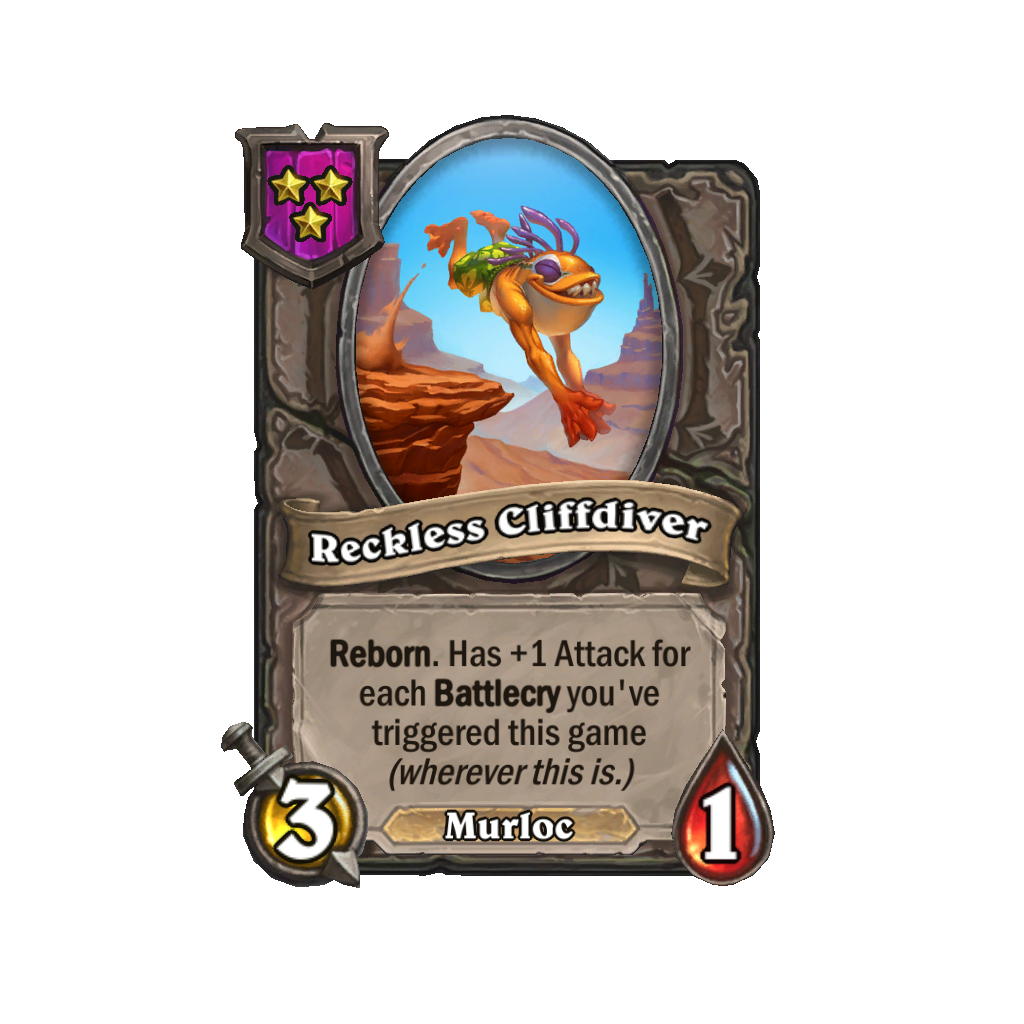 Reckless Cliffdiver
Reborn. Has +1 Attack for
each Battlecry you've
triggered this game
(wherever this is.)
3
Murloc
1